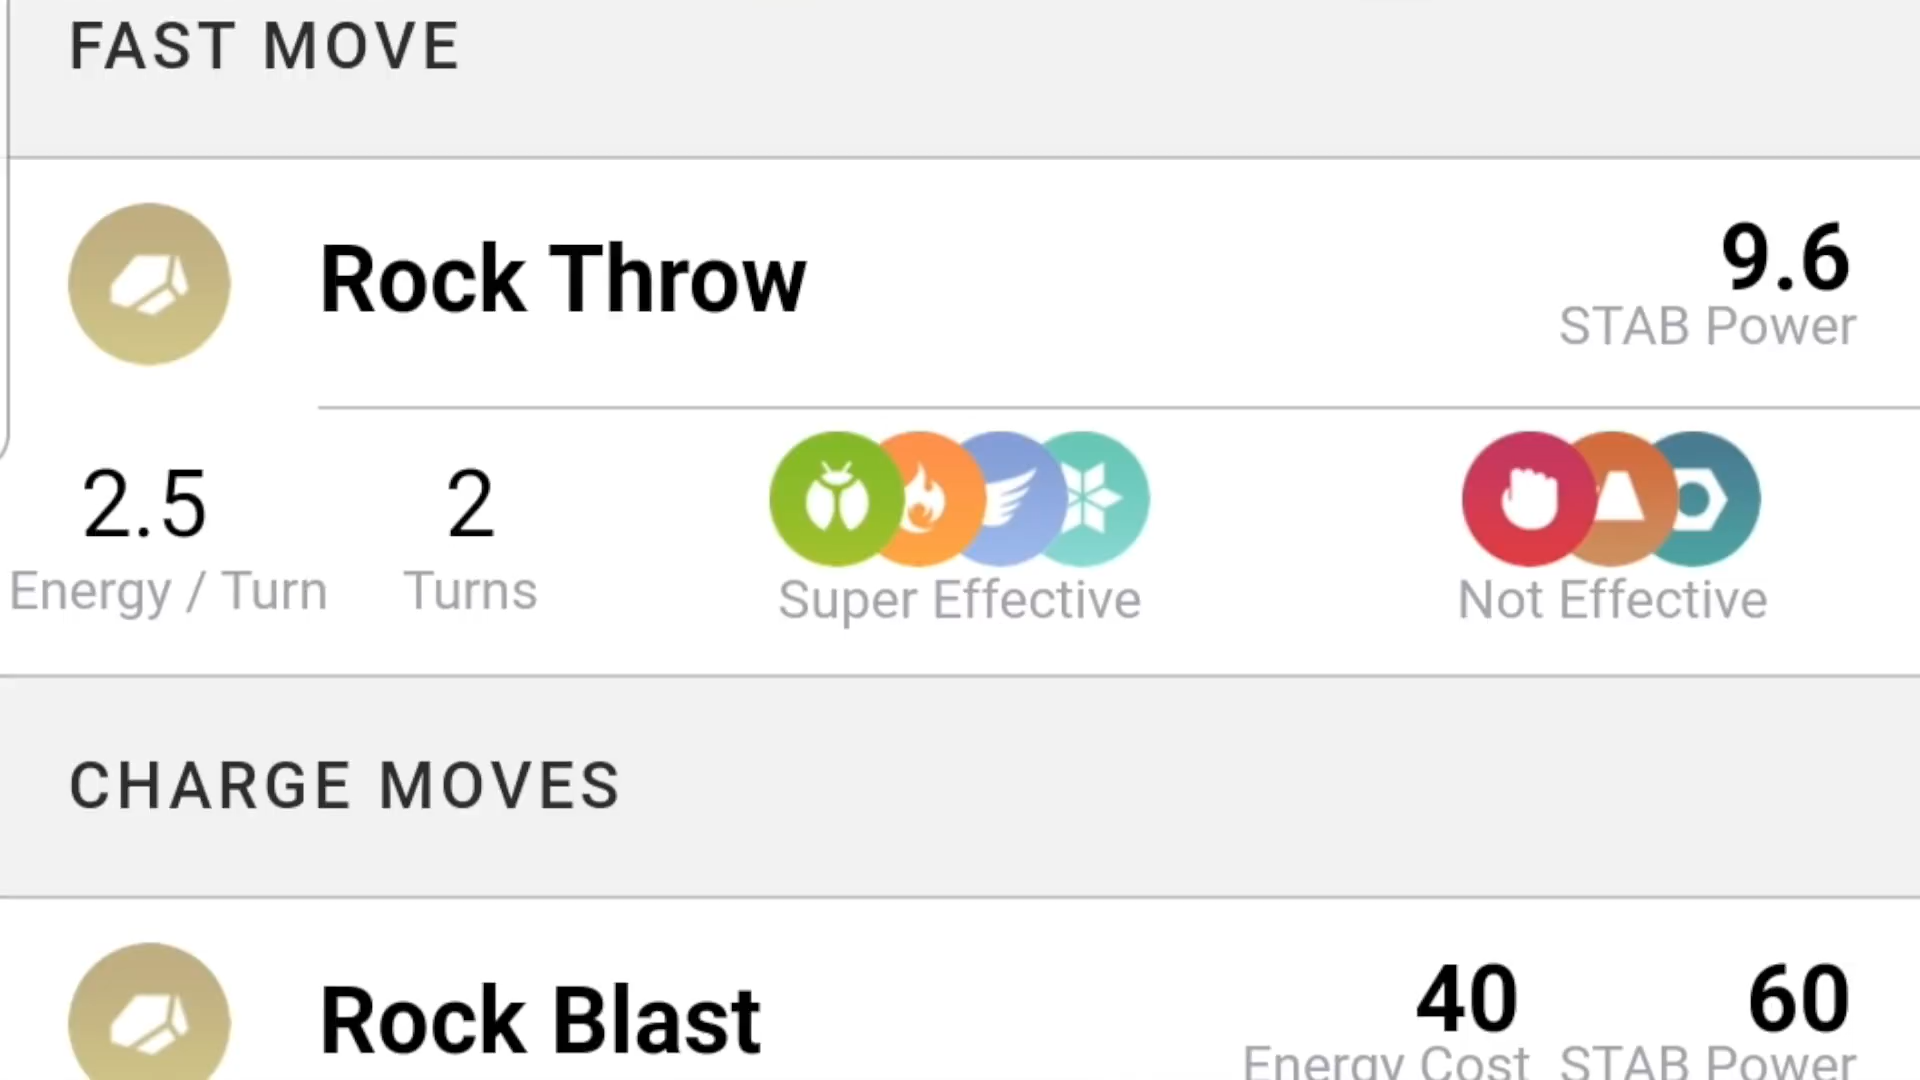 FAST MOVE
Rock Throw
9.6
STAB Power
2.5
Energy / Turn
2
Turns
Super Effective
Not Effective
CHARGE MOVES
Rock Blast
40
Energy Cost
60
STAB Power